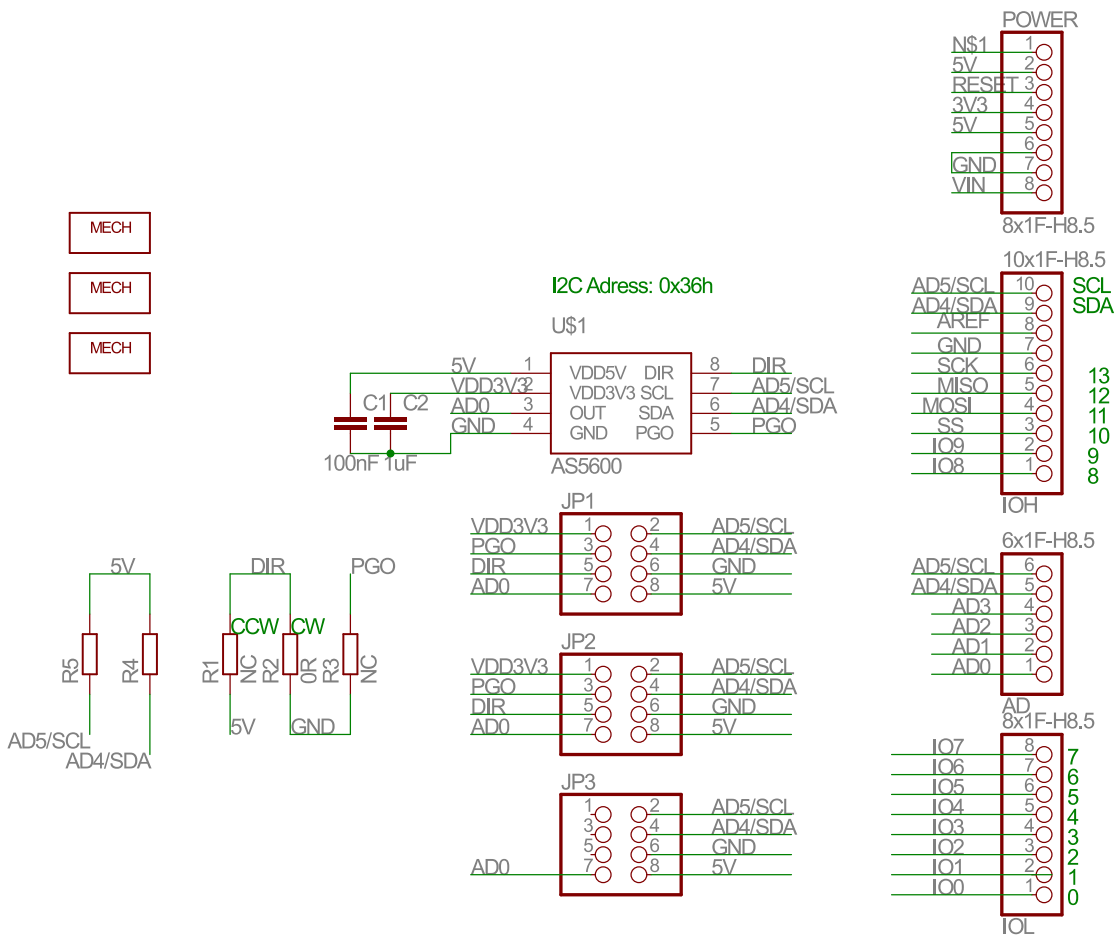 POWER
N$1 1
5V 2
RESET 3
3V3 4
5V 5
6
GND 7
VIN 8
8x1F-H8.5
MECH
MECH
MECH
I2C Adress: 0x36h
U$1
5V 1 VDD5V DIR 8 DIR
VDD3V3 2 VDD3V3 SCL 7 AD5/SCL
AD0 3 OUT SDA 6 AD4/SDA
GND 4 GND PGO 5 PGO
AS5600
C1 C2
100nF 1uF
10x1F-H8.5
AD5/SCL 10 SCL
AD4/SDA 9 SDA
AREF 8
GND 7
SCK 6 13
MISO 5 12
MOSI 4 11
SS 3 10
IO9 2 9
IO8 1 8
IOH
JP1
VDD3V3 1 2 AD5/SCL
PGO 3 4 AD4/SDA
DIR 5 6 GND
AD0 7 8 5V
JP2
VDD3V3 1 2 AD5/SCL
PGO 3 4 AD4/SDA
DIR 5 6 GND
AD0 7 8 5V
JP3
1 2 AD5/SCL
3 4 AD4/SDA
5 6 GND
AD0 7 8 5V
5V DIR PGO
CCW CW
R5 R4 R1 NC R2 0R R3 NC
5V GND
AD5/SCL
AD4/SDA
6x1F-H8.5
AD5/SCL 6
AD4/SDA 5
AD3 4
AD2 3
AD1 2
AD0 1
AD
8x1F-H8.5
IO7 8 7
IO6 7 6
IO5 6 5
IO4 5 4
IO3 4 3
IO2 3 2
IO1 2 1
IO0 1 0
IOL